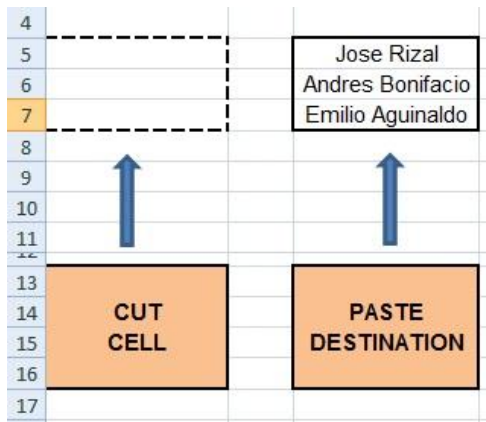 4
5 Jose Rizal
6 Andres Bonifacio
7 Emilio Aguinaldo
8
9
10
11
12
13
14 CUT PASTE
15 CELL DESTINATION
16
17